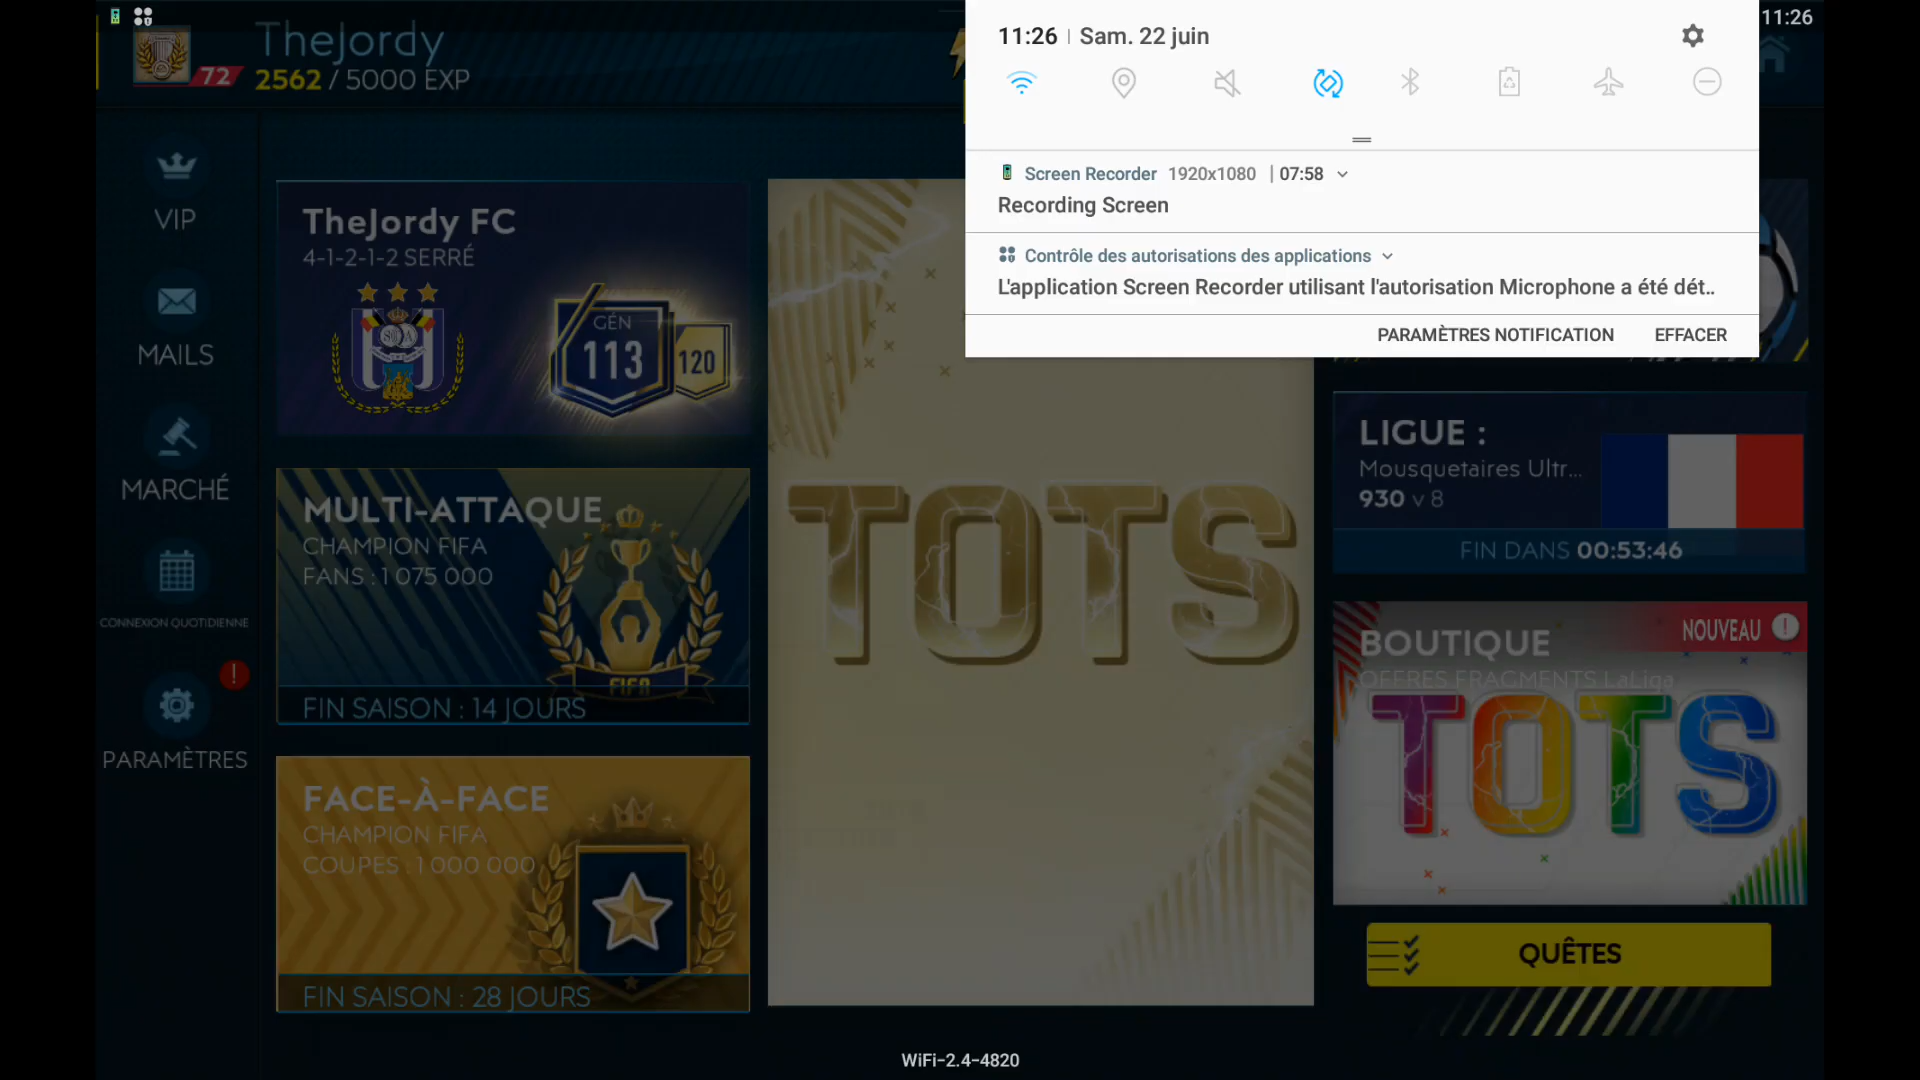 11:26 | Sam. 22 juin
11:26
Screen Recorder 1920x1080 | 07:58
Recording Screen
Contrôle des autorisations des applications
L'application Screen Recorder utilisant l'autorisation Microphone a été dét..
PARAMÈTRES NOTIFICATION EFFACER
TheJordy
72
2562 / 5000 EXP
VIP
MAILS
MARCHÉ
CONNEXION QUOTIDIENNE
PARAMÈTRES
TheJordy FC
4-1-2-1-2 SERRÉ
GÉN
113
120
MULTI-ATTAQUE
CHAMPION FIFA
FANS : 1 075 000
FIFA
FIN SAISON : 14 JOURS
FACE-À-FACE
CHAMPION FIFA
COUPES : 1 000 000
FIN SAISON : 28 JOURS
TOTS
LIGUE :
Mousquetaires Ultr...
930 v 8
FIN DANS 00:53:46
NOUVEAU !
BOUTIQUE
OFFRES FRAGMENTS LaLiga
TOTS
QUÊTES
WiFi-2.4-4820